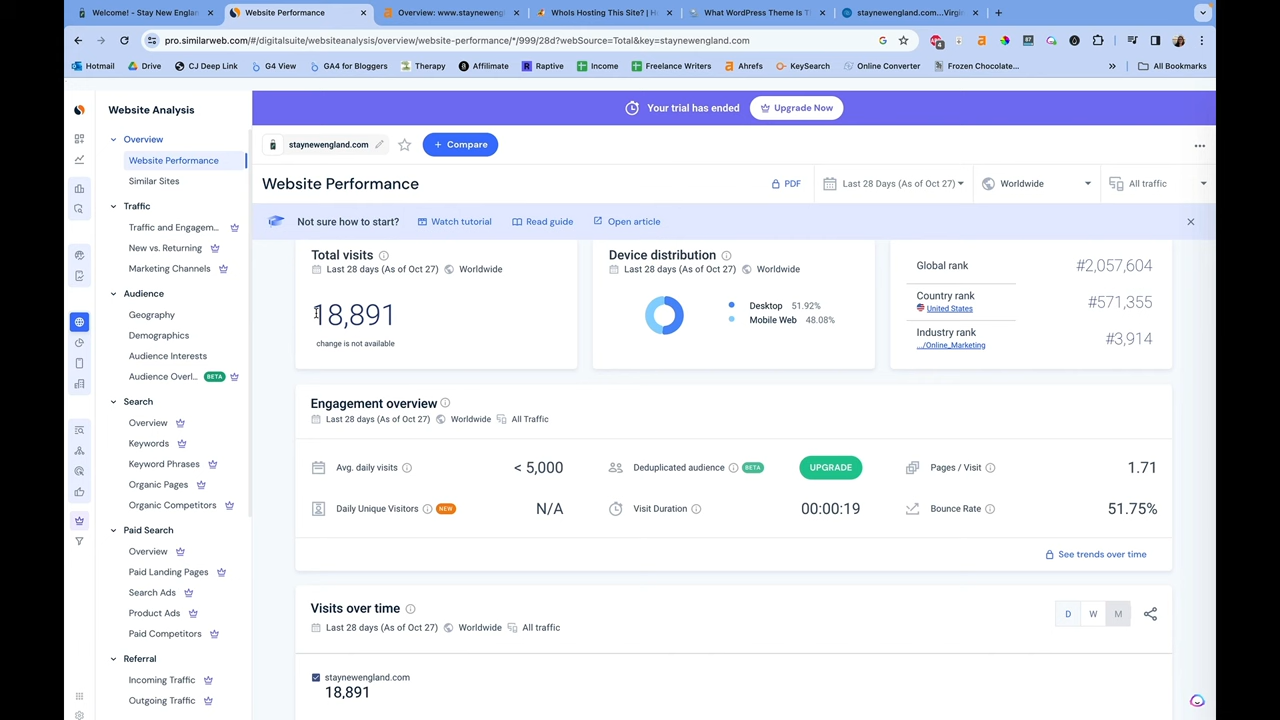 Welcome! - Stay New Englan
Website Performance
Overview: www.staynewengl
WhoIs Hosting This Site? | H
What WordPress Theme Is T
staynewengland.com...Virgin
pro.similarweb.com/#/digitalsuite/websiteanalysis/overview/website-performance/*/999/28d?webSource=Total&key=staynewengland.com
Hotmail
Drive
CJ Deep Link
G4 View
GA4 for Bloggers
Therapy
Affilimate
Raptive
Income
Freelance Writers
Ahrefs
KeySearch
Online Converter
Frozen Chocolate...
All Bookmarks
Website Analysis
Overview
Website Performance
Similar Sites
Traffic
Traffic and Engagem...
New vs. Returning
Marketing Channels
Audience
Geography
Demographics
Audience Interests
Audience Overl... BETA
Search
Overview
Keywords
Keyword Phrases
Organic Pages
Organic Competitors
Paid Search
Overview
Paid Landing Pages
Search Ads
Product Ads
Paid Competitors
Referral
Incoming Traffic
Outgoing Traffic
Your trial has ended
Upgrade Now
staynewengland.com
+ Compare
Website Performance
PDF
Last 28 Days (As of Oct 27)
Worldwide
All traffic
Not sure how to start?
Watch tutorial
Read guide
Open article
Total visits
Last 28 days (As of Oct 27) Worldwide
18,891
change is not available
Device distribution
Last 28 days (As of Oct 27) Worldwide
Desktop 51.92%
Mobile Web 48.08%
Global rank #2,057,604
Country rank #571,355
United States
Industry rank #3,914
.../Online_Marketing
Engagement overview
Last 28 days (As of Oct 27) Worldwide All Traffic
Avg. daily visits < 5,000
Deduplicated audience BETA UPGRADE
Pages / Visit 1.71
Daily Unique Visitors NEW N/A
Visit Duration 00:00:19
Bounce Rate 51.75%
See trends over time
Visits over time
Last 28 days (As of Oct 27) Worldwide All traffic
D W M
staynewengland.com
18,891